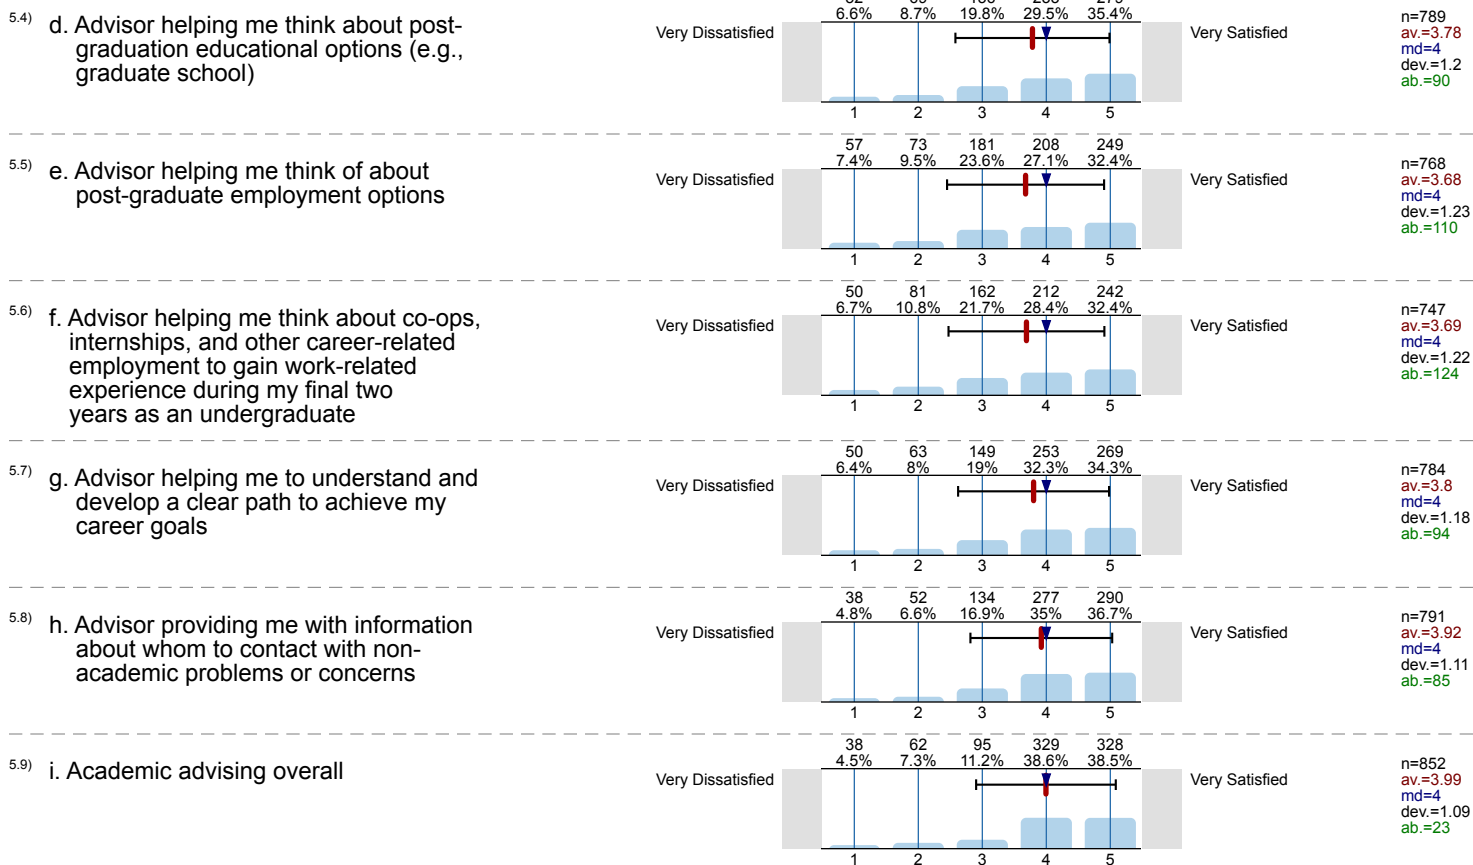 5.4) d. Advisor helping me think about post-
graduation educational options (e.g.,
graduate school)
Very Dissatisfied
6.6% 8.7% 19.8% 29.5% 35.4%
1 2 3 4 5
Very Satisfied
n=789
av.=3.78
md=4
dev.=1.2
ab.=90
5.5) e. Advisor helping me think of about
post-graduate employment options
Very Dissatisfied
57 73 181 208 249
7.4% 9.5% 23.6% 27.1% 32.4%
1 2 3 4 5
Very Satisfied
n=768
av.=3.68
md=4
dev.=1.23
ab.=110
5.6) f. Advisor helping me think about co-ops,
internships, and other career-related
employment to gain work-related
experience during my final two
years as an undergraduate
Very Dissatisfied
50 81 162 212 242
6.7% 10.8% 21.7% 28.4% 32.4%
1 2 3 4 5
Very Satisfied
n=747
av.=3.69
md=4
dev.=1.22
ab.=124
5.7) g. Advisor helping me to understand and
develop a clear path to achieve my
career goals
Very Dissatisfied
50 63 149 253 269
6.4% 8% 19% 32.3% 34.3%
1 2 3 4 5
Very Satisfied
n=784
av.=3.8
md=4
dev.=1.18
ab.=94
5.8) h. Advisor providing me with information
about whom to contact with non-
academic problems or concerns
Very Dissatisfied
38 52 134 277 290
4.8% 6.6% 16.9% 35% 36.7%
1 2 3 4 5
Very Satisfied
n=791
av.=3.92
md=4
dev.=1.11
ab.=85
5.9) i. Academic advising overall
Very Dissatisfied
38 62 95 329 328
4.5% 7.3% 11.2% 38.6% 38.5%
1 2 3 4 5
Very Satisfied
n=852
av.=3.99
md=4
dev.=1.09
ab.=23